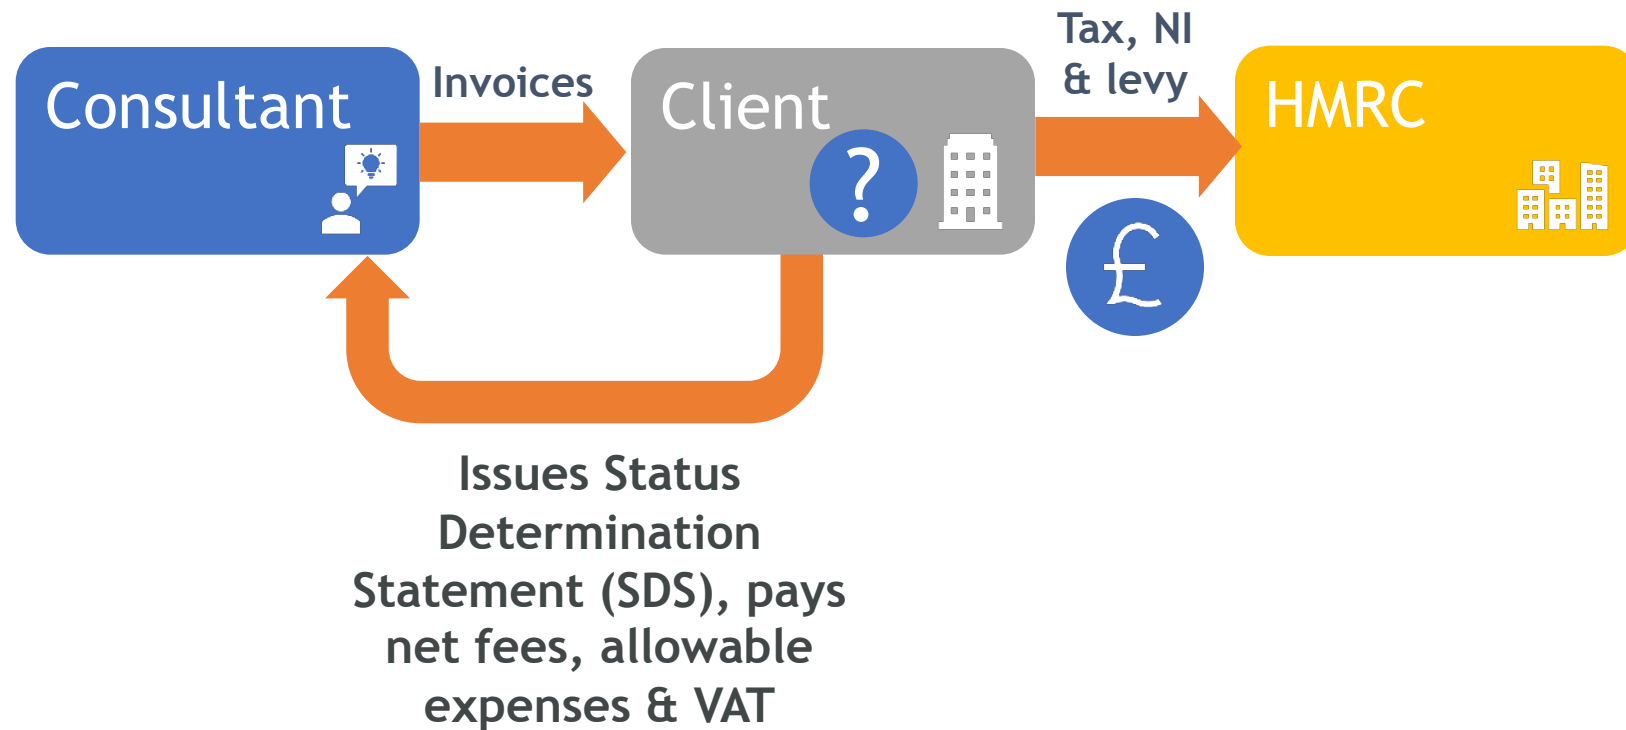 Consultant
Invoices
Client
?
Tax, NI
& levy
£
HMRC
Issues Status
Determination
Statement (SDS), pays
net fees, allowable
expenses & VAT